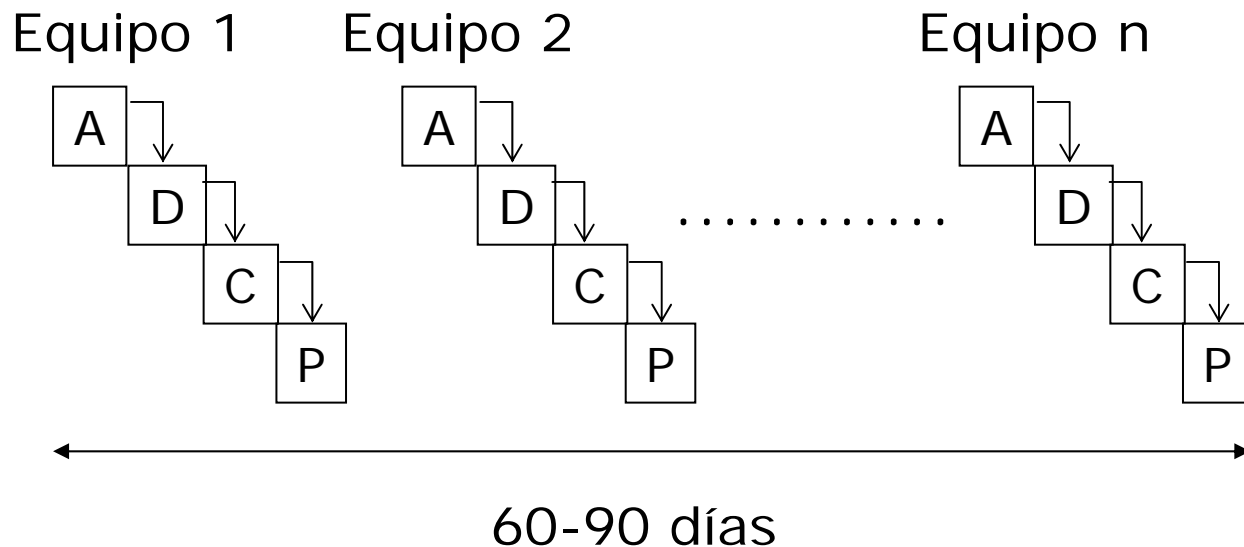 Equipo 1 Equipo 2 Equipo n
A A A
D D D
............
C C C
P P P
60-90 días